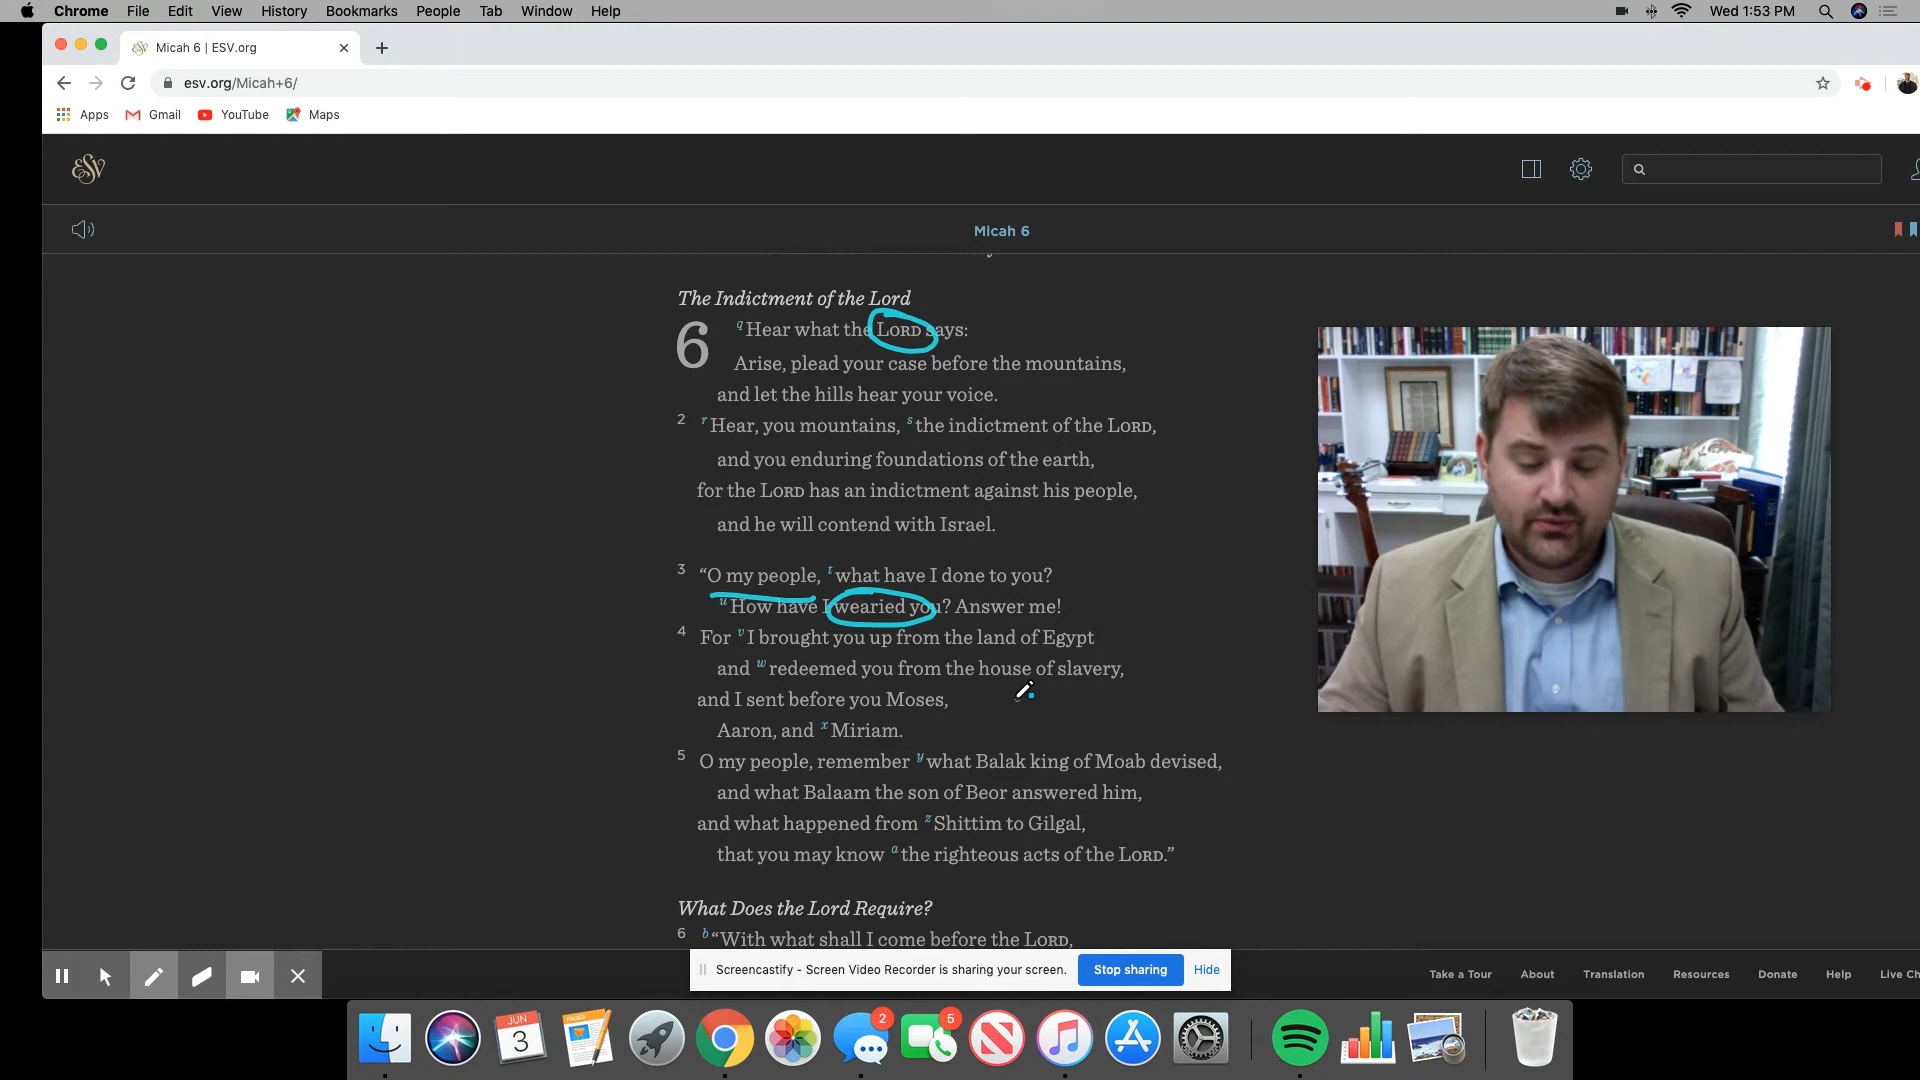 Chrome File Edit View History Bookmarks People Tab Window Help Wed 1:53 PM
Micah 6 | ESV.org
esv.org/Micah+6/
Apps Gmail YouTube Maps
ESV
Micah 6
The Indictment of the Lord
6 q Hear what the LORD says:
Arise, plead your case before the mountains,
and let the hills hear your voice.
2 r Hear, you mountains, s the indictment of the LORD,
and you enduring foundations of the earth,
for the LORD has an indictment against his people,
and he will contend with Israel.
3 “O my people, t what have I done to you?
u How have I wearied you? Answer me!
4 For v I brought you up from the land of Egypt
and w redeemed you from the house of slavery,
and I sent before you Moses,
Aaron, and x Miriam.
5 O my people, remember y what Balak king of Moab devised,
and what Balaam the son of Beor answered him,
and what happened from z Shittim to Gilgal,
that you may know a the righteous acts of the LORD.”
What Does the Lord Require?
6 b “With what shall I come before the LORD,
Screencastify - Screen Video Recorder is sharing your screen. Stop sharing Hide
Take a Tour About Translation Resources Donate Help Live Ch
JUN
3
PAGES
2
5